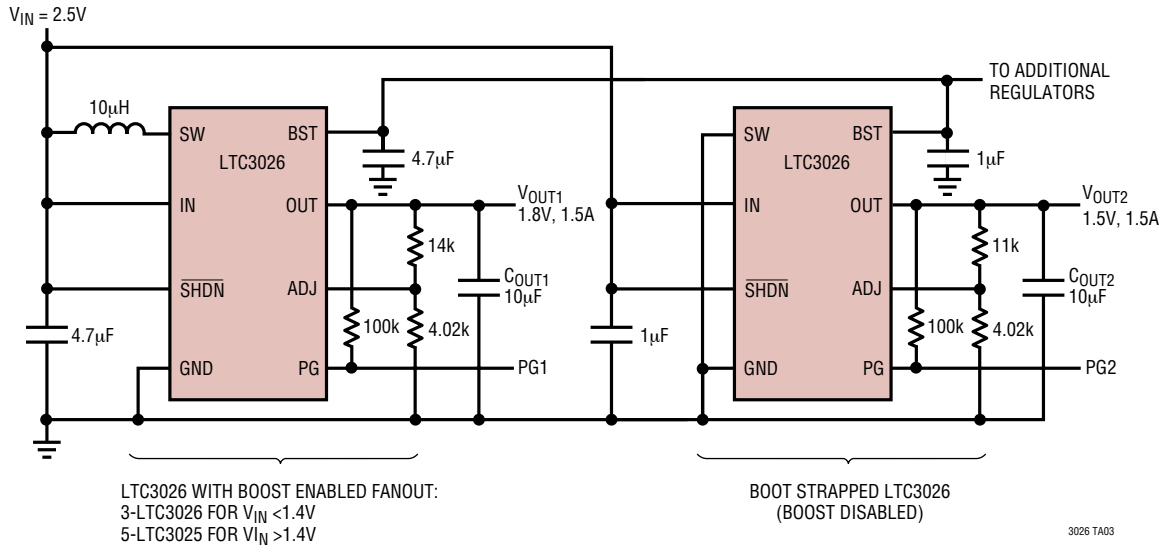 VIN = 2.5V
10µH
SW
BST
LTC3026
IN
OUT
SHDN
ADJ
GND
PG
4.7µF
4.7µF
VOUT1
1.8V, 1.5A
14k
COUT1
10µF
100k
4.02k
PG1
TO ADDITIONAL
REGULATORS
SW
BST
LTC3026
IN
OUT
SHDN
ADJ
GND
PG
1µF
1µF
VOUT2
1.5V, 1.5A
11k
COUT2
10µF
100k
4.02k
PG2
LTC3026 WITH BOOST ENABLED FANOUT:
3-LTC3026 FOR VIN <1.4V
5-LTC3025 FOR VIN >1.4V
BOOT STRAPPED LTC3026
(BOOST DISABLED)
3026 TA03